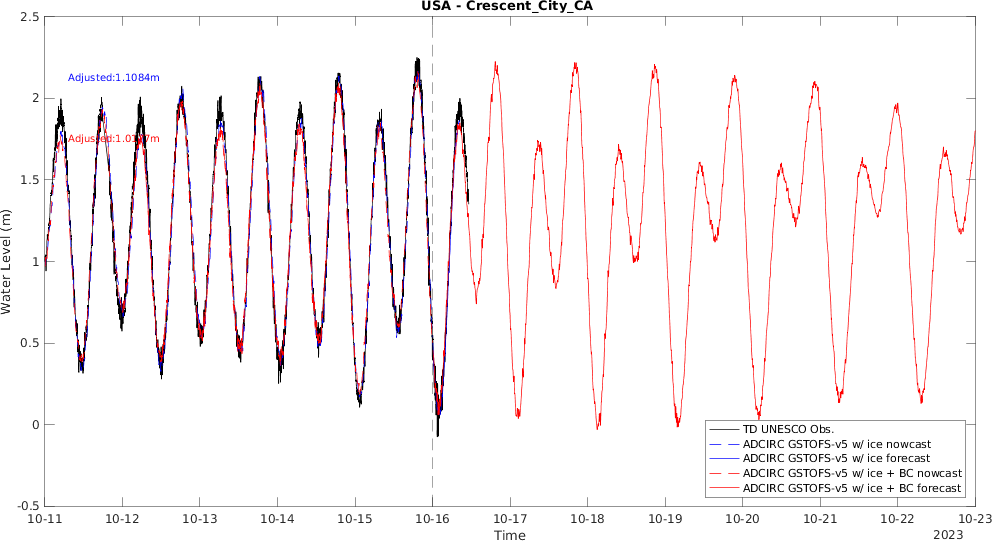 USA - Crescent_City_CA
2.5
2
1.5
1
0.5
0
-0.5
Water Level (m)
Adjusted:1.1084m
TD UNESCO Obs.
ADCIRC GSTOFS-v5 w/ ice nowcast
ADCIRC GSTOFS-v5 w/ ice forecast
ADCIRC GSTOFS-v5 w/ ice + BC nowcast
ADCIRC GSTOFS-v5 w/ ice + BC forecast
10-11 10-12 10-13 10-14 10-15 10-16 10-17 10-18 10-19 10-20 10-21 10-22 10-23
Time
2023